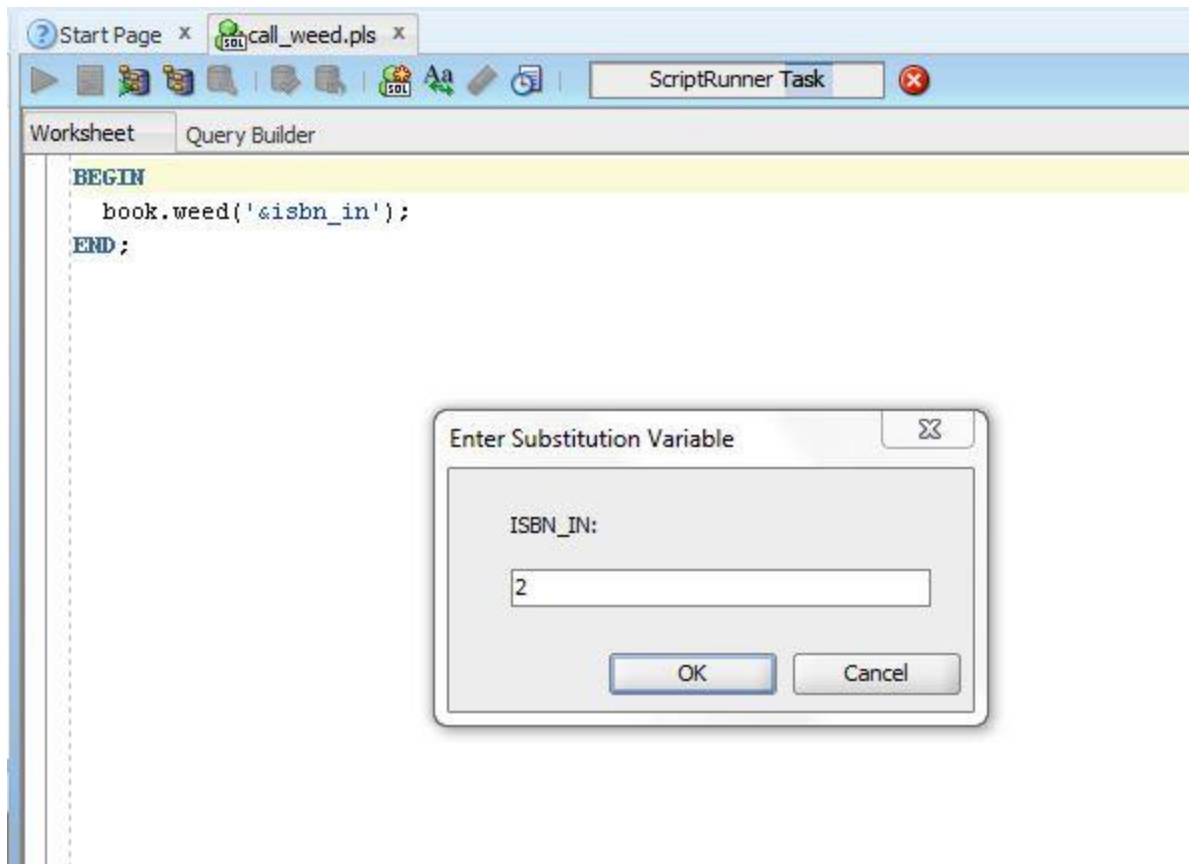 Start Page x call_weed.pls x
ScriptRunner Task
Worksheet Query Builder
BEGIN
book.weed('&isbn_in');
END;
Enter Substitution Variable
ISBN_IN:
2
OK Cancel